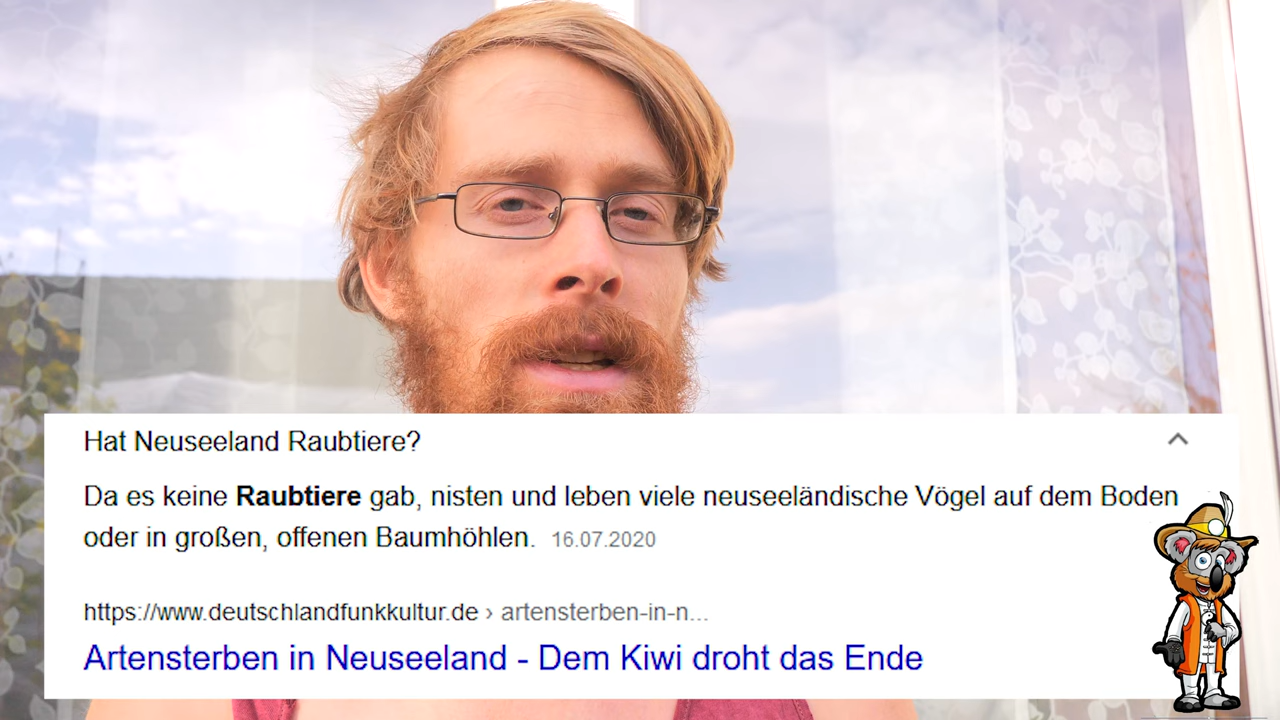 Hat Neuseeland Raubtiere?
Da es keine Raubtiere gab, nisten und leben viele neuseeländische Vögel auf dem Boden
oder in großen, offenen Baumhöhlen. 16.07.2020
https://www.deutschlandfunkkultur.de › artensterben-in-n...
Artensterben in Neuseeland - Dem Kiwi droht das Ende